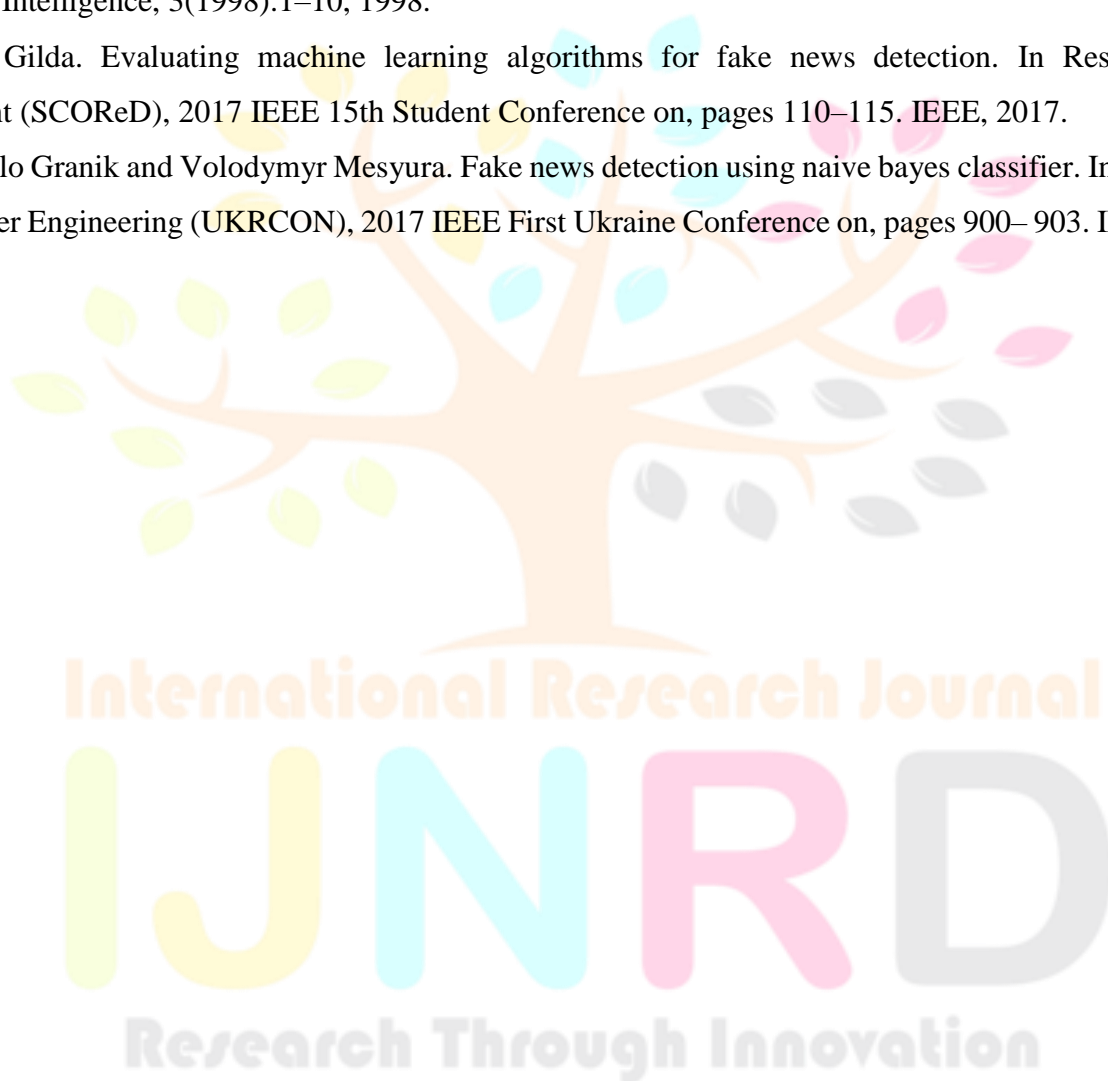 Intelligence, 3(1998):1–10, 1998.
Gilda. Evaluating machine learning algorithms for fake news detection. In Res
t (SCOReD), 2017 IEEE 15th Student Conference on, pages 110–115. IEEE, 2017.
lo Granik and Volodymyr Mesyura. Fake news detection using naive bayes classifier. In
er Engineering (UKRCON), 2017 IEEE First Ukraine Conference on, pages 900– 903. I
International Research Journal
IJNRD
Research Through Innovation